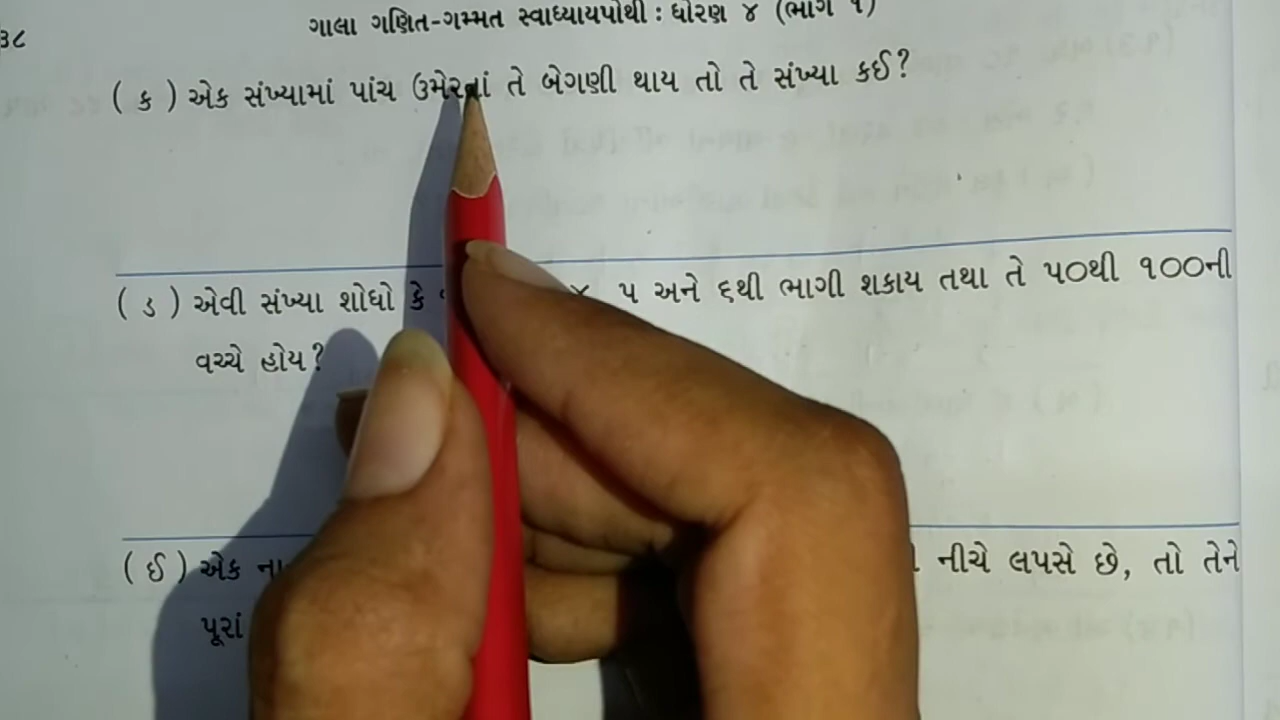 ૩૮
ગાલા ગણિત-ગમ્મત સ્વાધ્યાયપોથી : ધોરણ ૪ (ભાગ ૧)
( ક ) એક સંખ્યામાં પાંચ ઉમેરતાં તે બેગણી થાય તો તે સંખ્યા કઈ?
( ડ ) એવી સંખ્યા શોધો કે ૫ અને ૬થી ભાગી શકાય તથા તે ૫૦થી ૧૦૦ની
વચ્ચે હોય?
( ઈ ) એક નીચે લપસે છે, તો તેને
પૂરાં